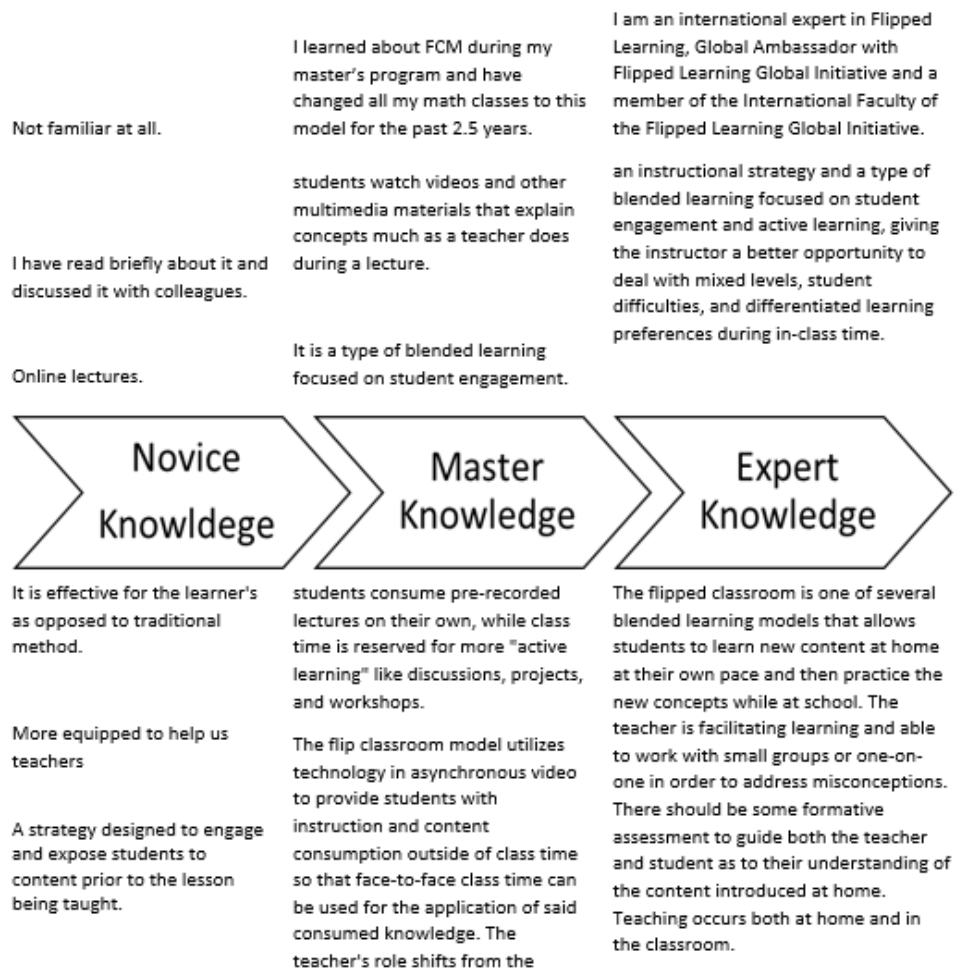 Not familiar at all.
I have read briefly about it and
discussed it with colleagues.
Online lectures.
I learned about FCM during my
master's program and have
changed all my math classes to this
model for the past 2.5 years.
students watch videos and other
multimedia materials that explain
concepts much as a teacher does
during a lecture.
It is a type of blended learning
focused on student engagement.
I am an international expert in Flipped
Learning, Global Ambassador with
Flipped Learning Global Initiative and a
member of the International Faculty of
the Flipped Learning Global Initiative.
an instructional strategy and a type of
blended learning focused on student
engagement and active learning, giving
the instructor a better opportunity to
deal with mixed levels, student
difficulties, and differentiated learning
preferences during in-class time.
Novice
Knowldege
Master
Knowledge
Expert
Knowledge
It is effective for the learner's
as opposed to traditional
method.
More equipped to help us
teachers
A strategy designed to engage
and expose students to
content prior to the lesson
being taught.
students consume pre-recorded
lectures on their own, while class
time is reserved for more "active
learning" like discussions, projects,
and workshops.
The flip classroom model utilizes
technology in asynchronous video
to provide students with
instruction and content
consumption outside of class time
so that face-to-face class time can
be used for the application of said
consumed knowledge. The
teacher's role shifts from the
The flipped classroom is one of several
blended learning models that allows
students to learn new content at home
at their own pace and then practice the
new concepts while at school. The
teacher is facilitating learning and able
to work with small groups or one-on-
one in order to address misconceptions.
There should be some formative
assessment to guide both the teacher
and student as to their understanding of
the content introduced at home.
Teaching occurs both at home and in
the classroom.